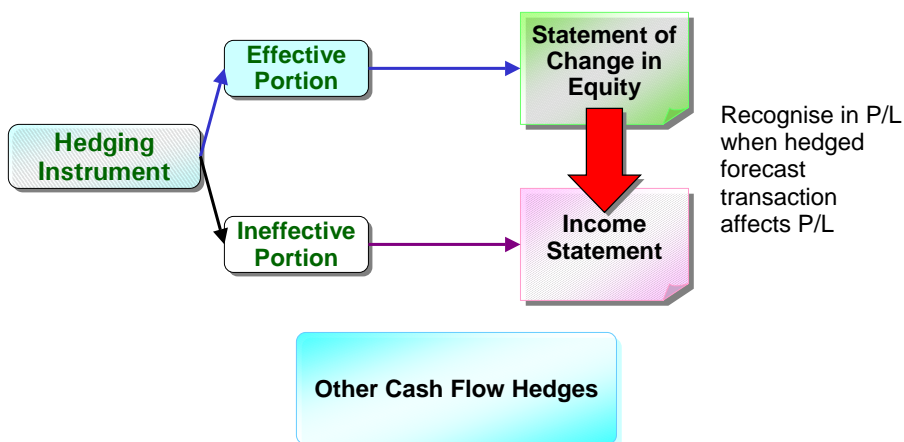 Effective
Portion
Statement of
Change in
Equity
Hedging
Instrument
Recognise in P/L
when hedged
forecast
transaction
affects P/L
Ineffective
Portion
Income
Statement
Other Cash Flow Hedges